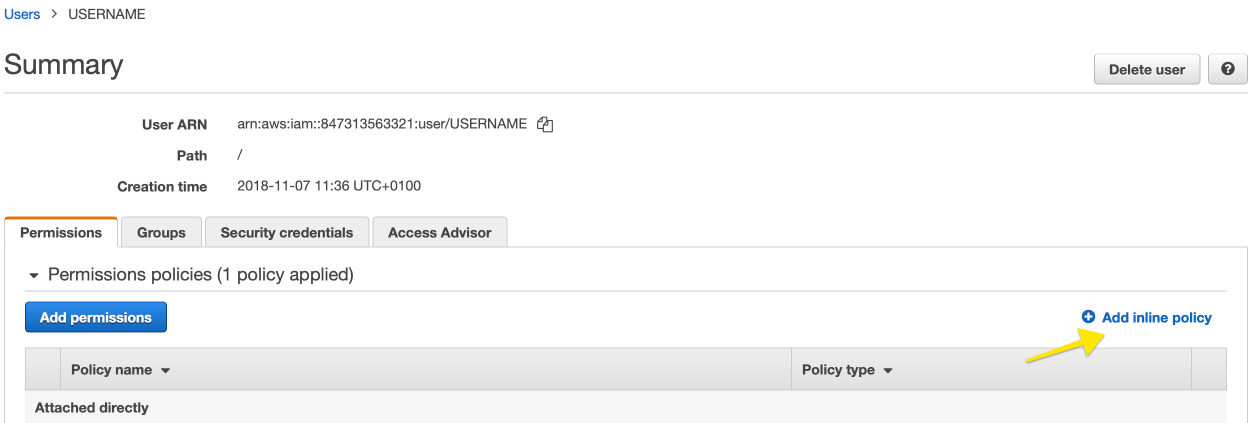 Users > USERNAME
Summary
Delete user
?
User ARN arn:aws:iam::847313563321:user/USERNAME
Path /
Creation time 2018-11-07 11:36 UTC+0100
Permissions Groups Security credentials Access Advisor
Permissions policies (1 policy applied)
Add permissions
Add inline policy
Policy name Policy type
Attached directly